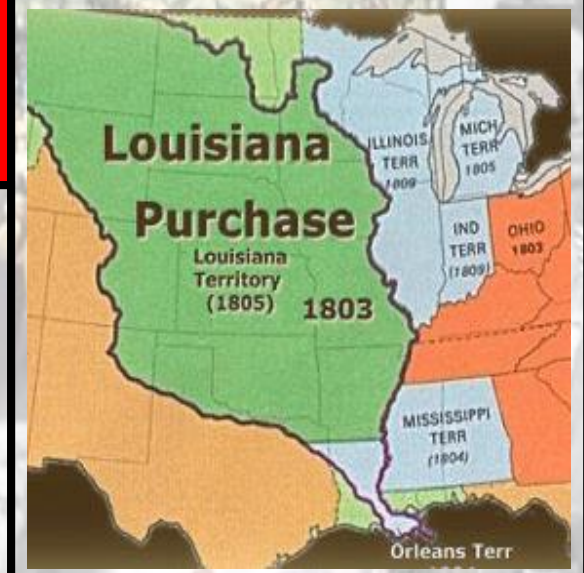 Louisiana
Purchase
Louisiana
Territory
(1805)
1803
ILLINOIS
TERR
1809
MICH
TERR
1805
IND
TERR
(1809)
OHIO
1803
MISSISSIPPI
TERR
(1804)
Orleans Terr